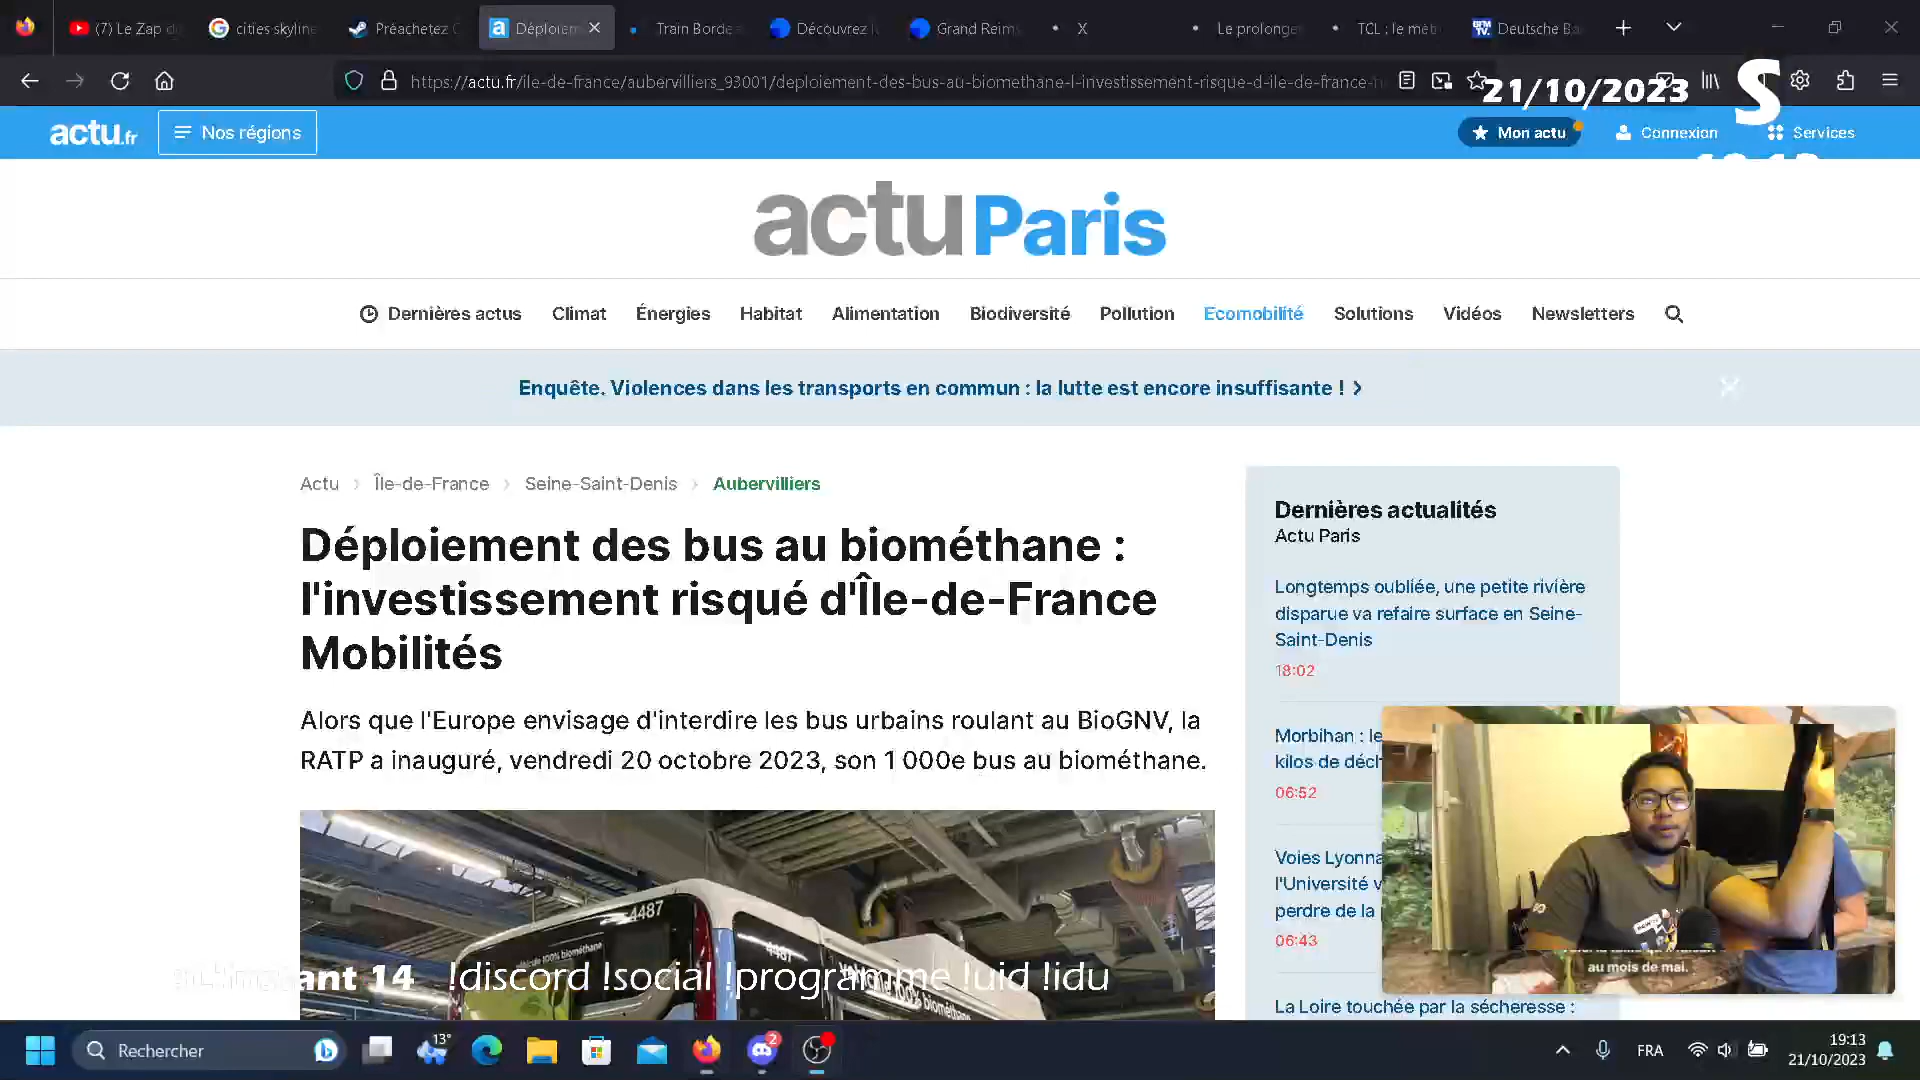 (7) Le Zap d
cities skyline
Préachetez C
Déploiem
Train Borde
Découvrez l
Grand Reims
X
Le prolonge
TCL : le mét
Deutsche Ba
https://actu.fr/ile-de-france/aubervilliers_93001/deploiement-des-bus-au-biomethane-l-investissement-risque-d-ile-de-france-
21/10/2023
S
actu.fr
Nos régions
Mon actu
Connexion
Services
actu Paris
Dernières actus
Climat
Énergies
Habitat
Alimentation
Biodiversité
Pollution
Ecomobilité
Solutions
Vidéos
Newsletters
Enquête. Violences dans les transports en commun : la lutte est encore insuffisante !
Actu
Île-de-France
Seine-Saint-Denis
Aubervilliers
Déploiement des bus au biométhane :
l'investissement risqué d'Île-de-France
Mobilités
Alors que l'Europe envisage d'interdire les bus urbains roulant au BioGNV, la
RATP a inauguré, vendredi 20 octobre 2023, son 1 000e bus au biométhane.
4487
4487
100% biométhane
Dernières actualités
Actu Paris
Longtemps oubliée, une petite rivière
disparue va refaire surface en Seine-
Saint-Denis
18:02
Morbihan : le
kilos de déch
06:52
Voies Lyonna
l'Université v
perdre de la
06:43
La Loire touchée par la sécheresse :
au mois de mai.
ant 14 !discord !social !programme !uid !idu
Rechercher
13°
2
FRA
19:13
21/10/2023